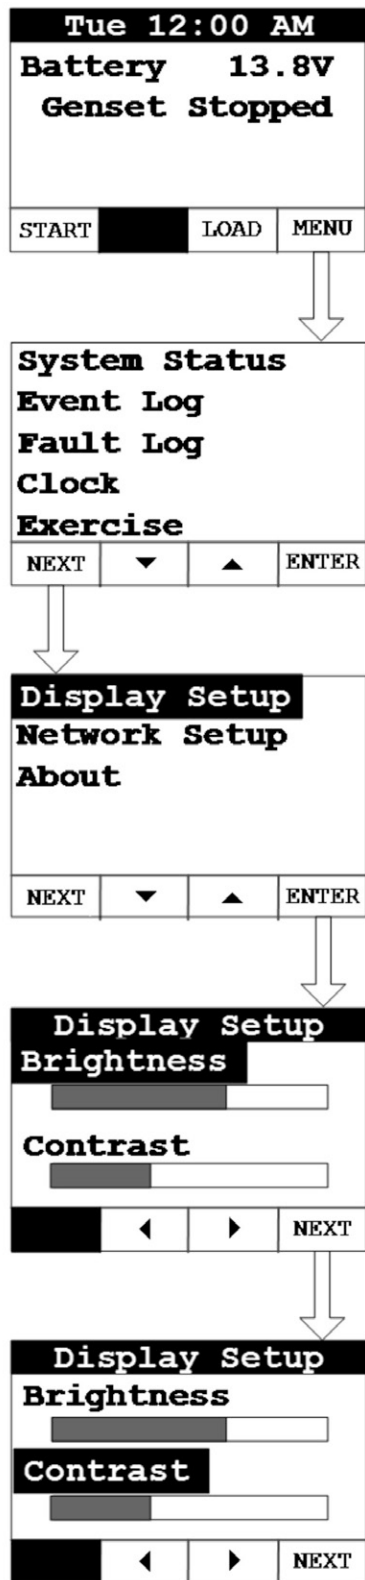 Tue 12:00 AM
Battery 13.8V
Genset Stopped
START LOAD MENU
System Status
Event Log
Fault Log
Clock
Exercise
NEXT ▼ ▲ ENTER
Display Setup
Network Setup
About
NEXT ▼ ▲ ENTER
Display Setup
Brightness
Contrast
◀ ▶ NEXT
Display Setup
Brightness
Contrast
◀ ▶ NEXT